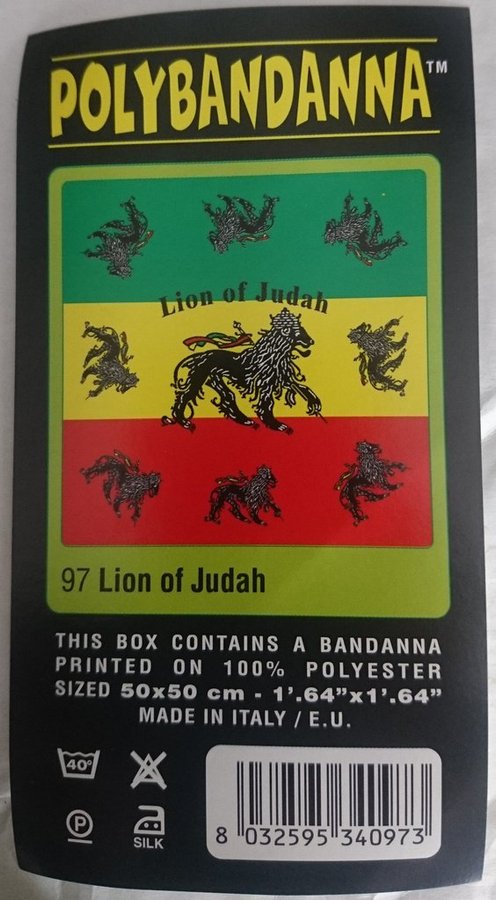 POLYBANDANNA™
Lion of Judah
97 Lion of Judah
THIS BOX CONTAINS A BANDANNA
PRINTED ON 100% POLYESTER
SIZED 50x50 cm - 1'.64"x1'.64"
MADE IN ITALY / E.U.
40°
P
SILK
8 032595 340973